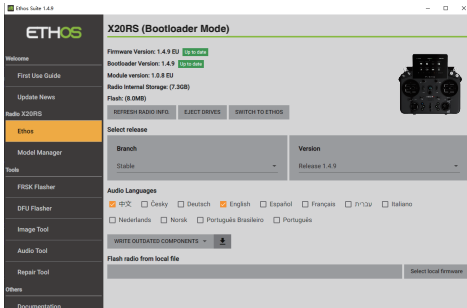 Ethos Suite 1.4.9
ETHOS
Welcome
First Use Guide
Update News
Radio X20RS
Ethos
Model Manager
Tools
FRSK Flasher
DFU Flasher
Image Tool
Audio Tool
Repair Tool
Others
Documentation
X20RS (Bootloader Mode)
Firmware Version: 1.4.9 EU Up to date
Bootloader Version: 1.4.9 Up to date
Module version: 1.0.8 EU
Radio Internal Storage: (7.3GB)
Flash: (8.0MB)
REFRESH RADIO INFO. EJECT DRIVES SWITCH TO ETHOS
Select release
Branch Version
Stable Release 1.4.9
Audio Languages
中文 Česky Deutsch English Español Français עברית Italiano
Nederlands Norsk Português Brasileiro Português
WRITE OUTDATED COMPONENTS
Flash radio from local file
Select local firmware